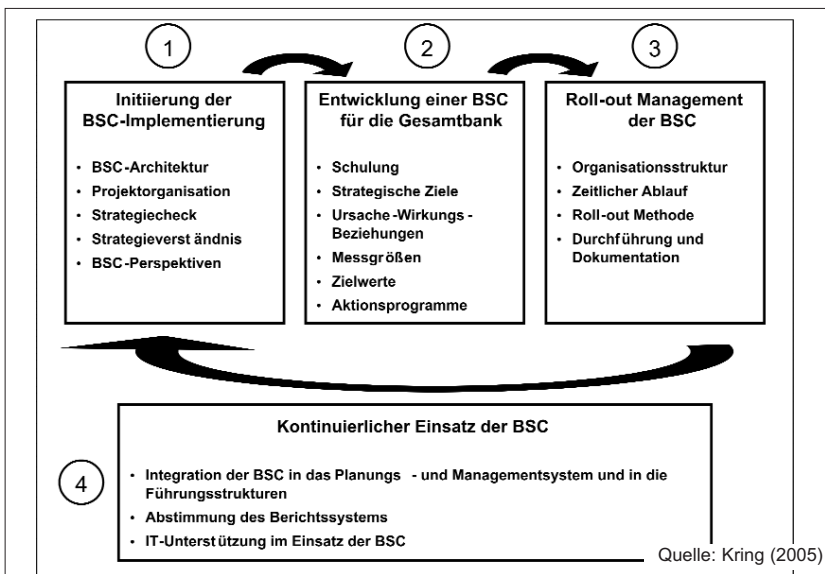 1
Initiierung der
BSC-Implementierung
• BSC-Architektur
• Projektorganisation
• Strategiecheck
• Strategieverständnis
• BSC-Perspektiven
2
Entwicklung einer BSC
für die Gesamtbank
• Schulung
• Strategische Ziele
• Ursache-Wirkungs-
Beziehungen
• Messgrößen
• Zielwerte
• Aktionsprogramme
3
Roll-out Management
der BSC
• Organisationsstruktur
• Zeitlicher Ablauf
• Roll-out Methode
• Durchführung und
Dokumentation
4
Kontinuierlicher Einsatz der BSC
• Integration der BSC in das Planungs - und Managementsystem und in die
Führungsstrukturen
• Abstimmung des Berichtssystems
• IT-Unterstützung im Einsatz der BSC
Quelle: Kring (2005)